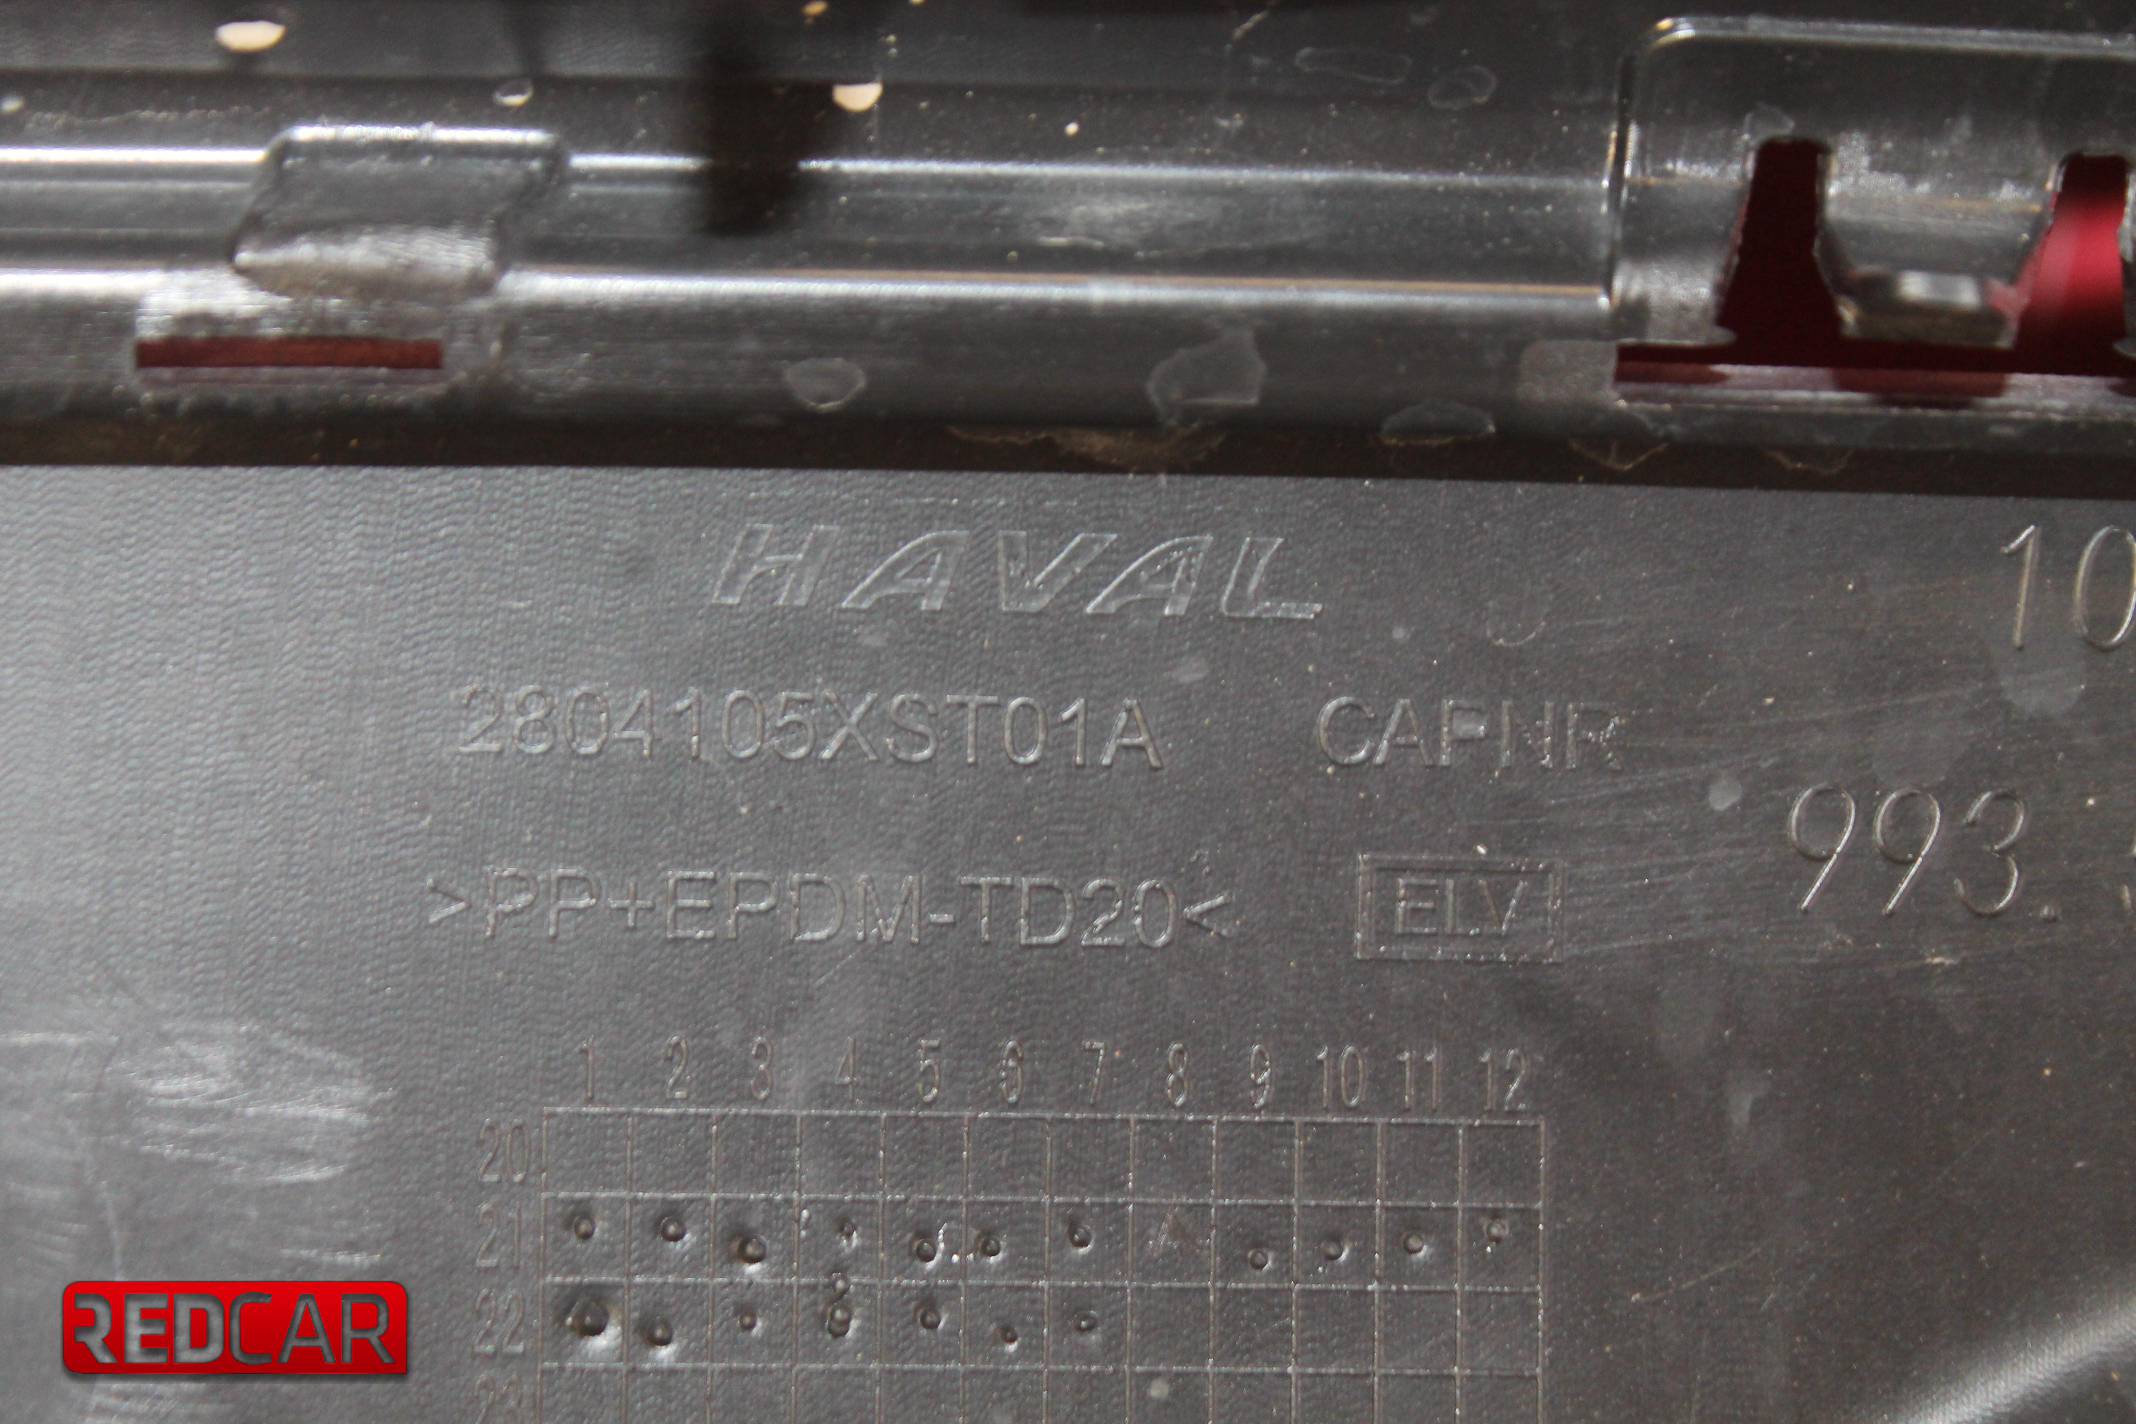 HAVAL
10
2804105XST01A CAPNR
993.
>PP+EPDM-TD20< ELV
1 2 3 4 5 6 7 8 9 10 11 12
20
21
22
23
REDCAR